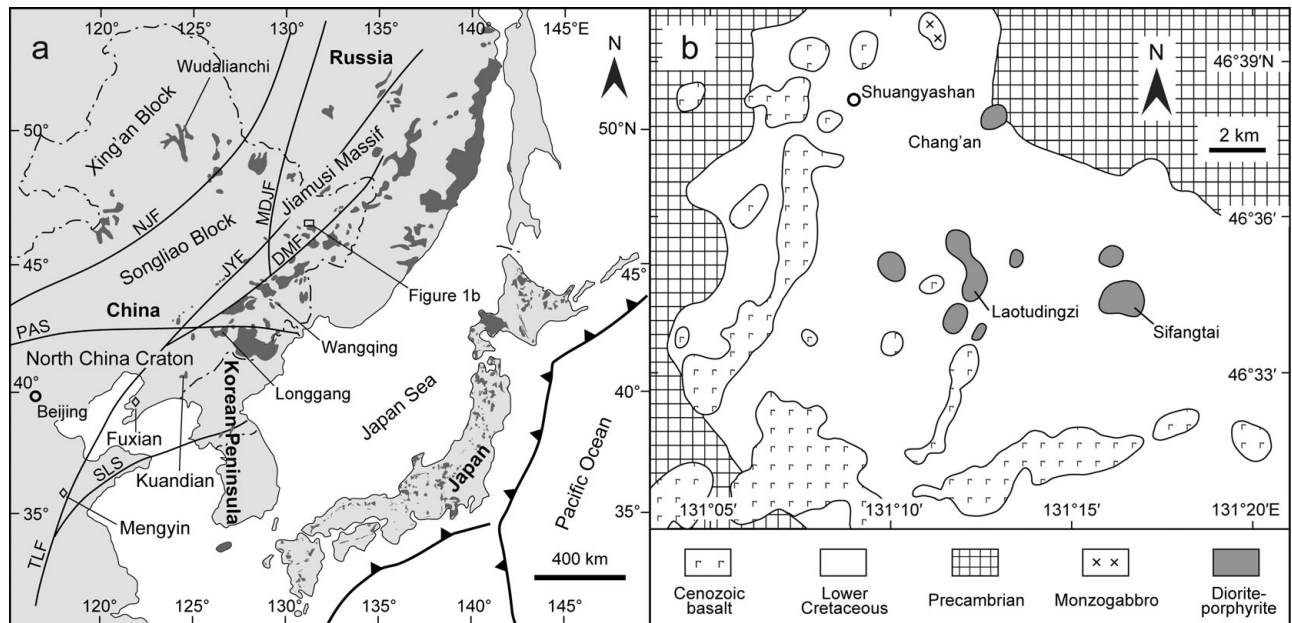 120°
125°
130°
135°
140°
145°E
a
N
Wudalianchi
Russia
Xing'an Block
50°
50°N
Jiamusi Massif
MDJF
NJF
Songliao Block
JYF
DMF
45°
45°
China
Figure 1b
PAS
Wangqing
North China Craton
Longgang
40°
40°
Beijing
Korean Peninsula
Japan Sea
Fuxian
SLS
Kuandian
Japan
Pacific Ocean
Mengyin
35°
35°
TLF
400 km
120°
125°
130°
135°
140°
b
N
46°39′N
Shuangyashan
Chang'an
2 km
46°36′
Laotudingzi
Sifangtai
46°33′
131°05′
131°10′
131°15′
131°20′E
Cenozoic
basalt
Lower
Cretaceous
Precambrian
Monzogabbro
Diorite-
porphyrite